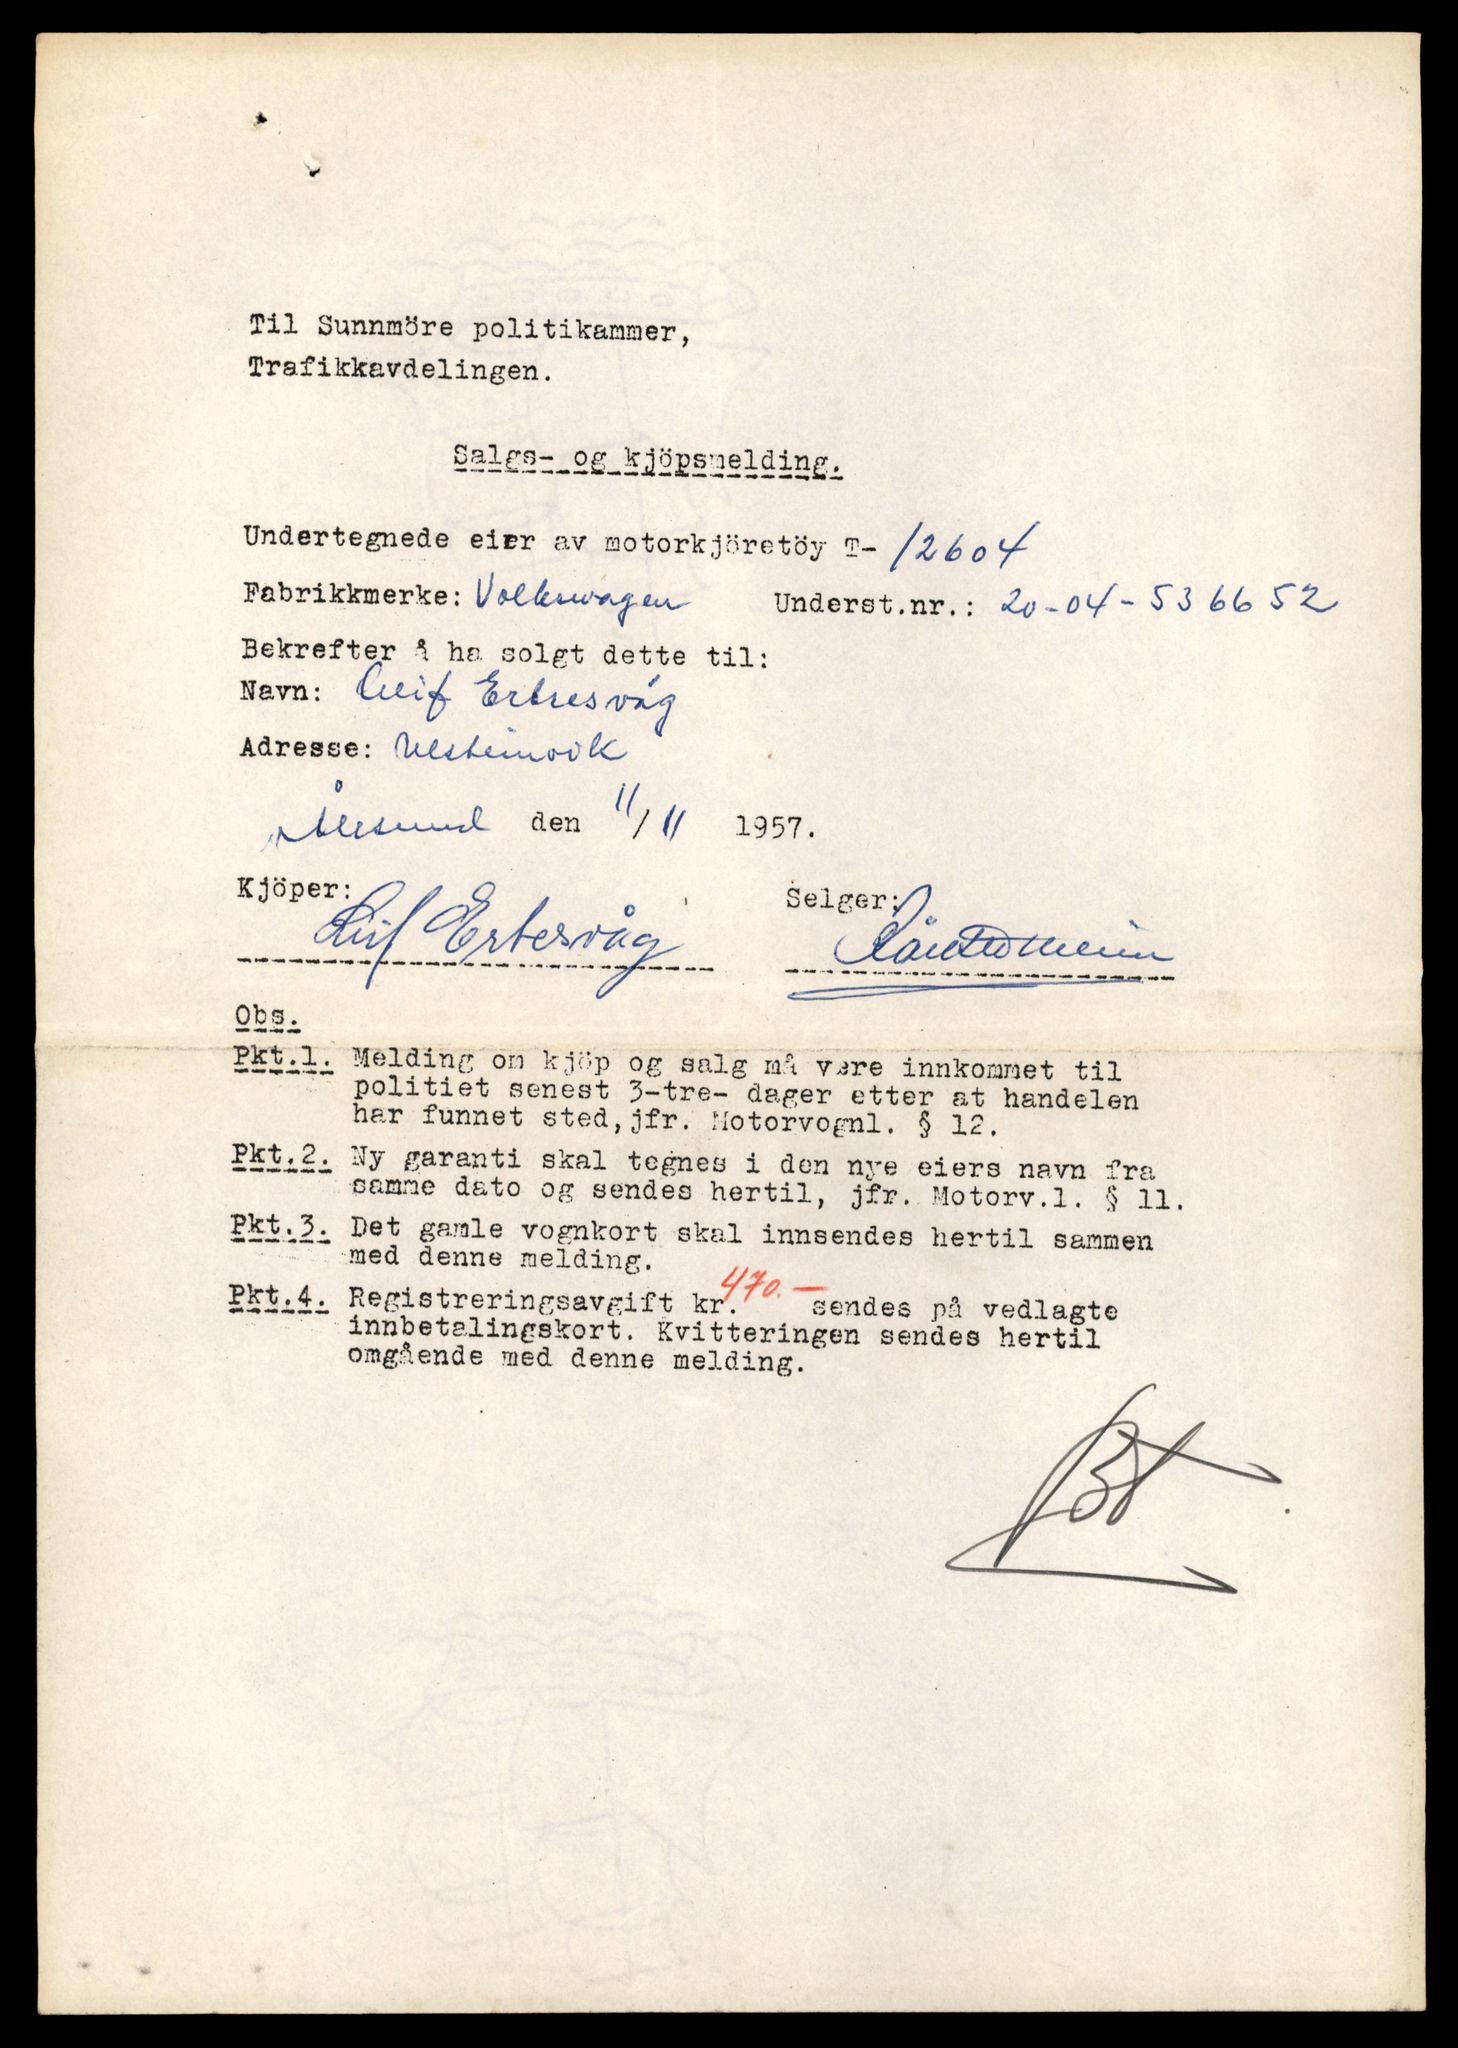 Til Sunnmöre politikammer,
Trafikkavdelingen.
Salgs- og kjöpsmelding.
Undertegnede eier av motorkjöretöy T- 12604
Fabrikkmerke: Volkswagen Underst.nr.: 20-04-536652
Bekrefter å ha solgt dette til:
Navn: Leif Ertresvåg
Adresse: Ulsteinvik
Ålesund den 11/11 1957.
Kjöper: Selger:
Leif Ertesvåg
Obs.
Pkt.1. Melding om kjöp og salg må være innkommet til
politiet senest 3-tre- dager etter at handelen
har funnet sted, jfr. Motorvognl. § 12.
Pkt.2. Ny garanti skal tegnes i den nye eiers navn fra
samme dato og sendes hertil, jfr. Motorv.l. § 11.
Pkt.3. Det gamle vognkort skal innsendes hertil sammen
med denne melding.
Pkt.4. Registreringsavgift kr. 470.- sendes på vedlagte
innbetalingskort. Kvitteringen sendes hertil
omgående med denne melding.